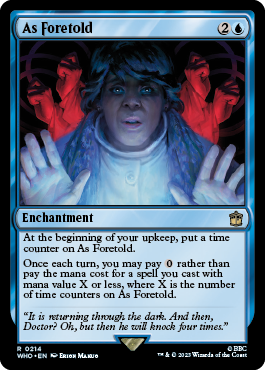 As Foretold 2U
Enchantment
At the beginning of your upkeep, put a time
counter on As Foretold.
Once each turn, you may pay 0 rather than
pay the mana cost for a spell you cast with
mana value X or less, where X is the number
of time counters on As Foretold.
“It is returning through the dark. And then,
Doctor? Oh, but then he will knock four times.”
R 0214
© BBC
WHO • EN
™ & © 2023 Wizards of the Coast